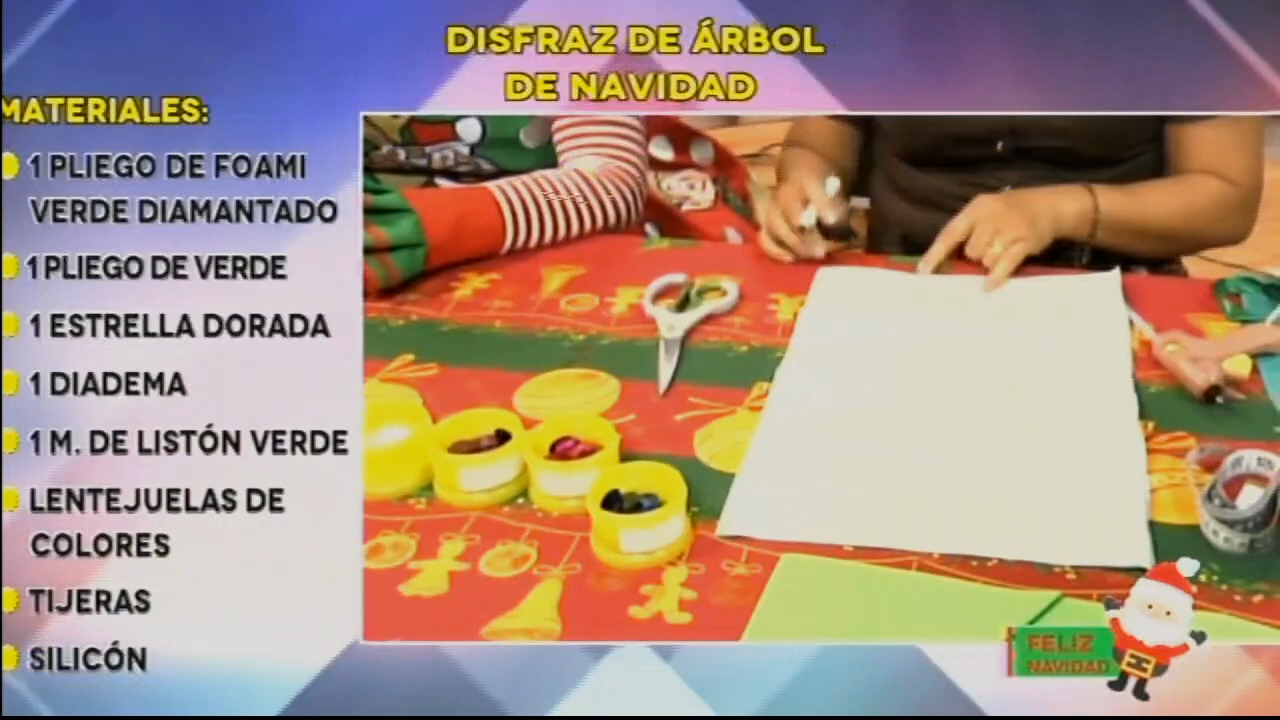 DISFRAZ DE ÁRBOL
DE NAVIDAD
MATERIALES:
1 PLIEGO DE FOAMI
VERDE DIAMANTADO
1 PLIEGO DE VERDE
1 ESTRELLA DORADA
1 DIADEMA
1 M. DE LISTÓN VERDE
LENTEJUELAS DE
COLORES
TIJERAS
SILICÓN
FELIZ
NAVIDAD